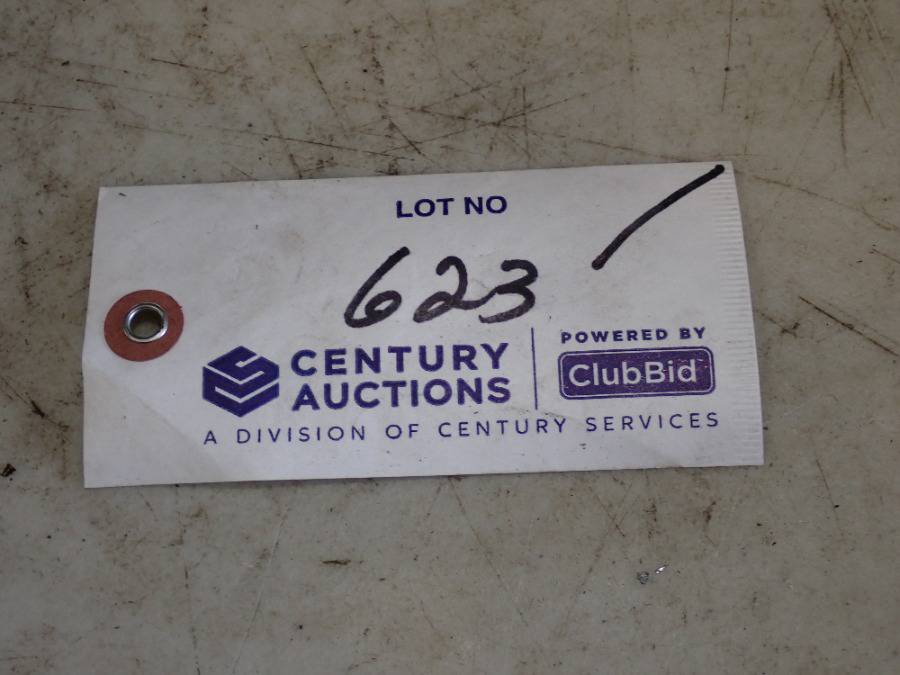 LOT NO
623 /
CENTURY
AUCTIONS
POWERED BY
ClubBid
A DIVISION OF CENTURY SERVICES